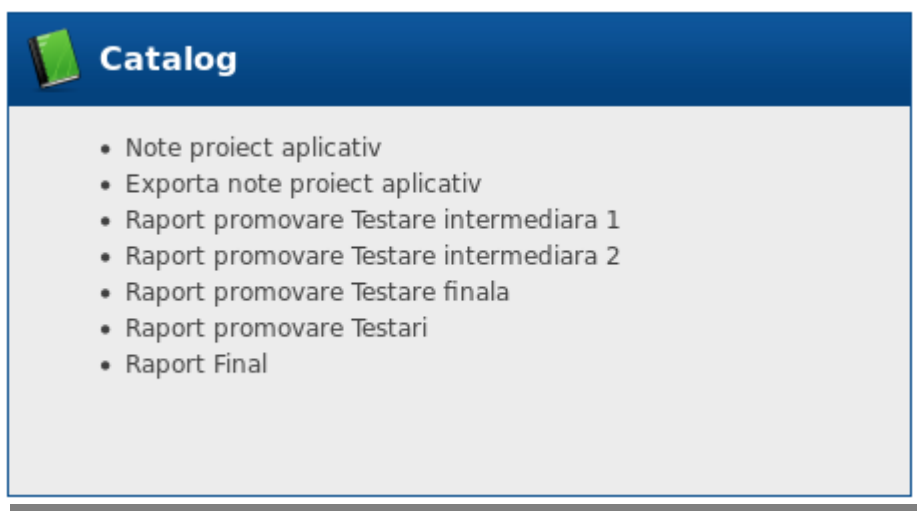 Catalog
Note proiect aplicativ
Exporta note proiect aplicativ
Raport promovare Testare intermediara 1
Raport promovare Testare intermediara 2
Raport promovare Testare finala
Raport promovare Testari
Raport Final